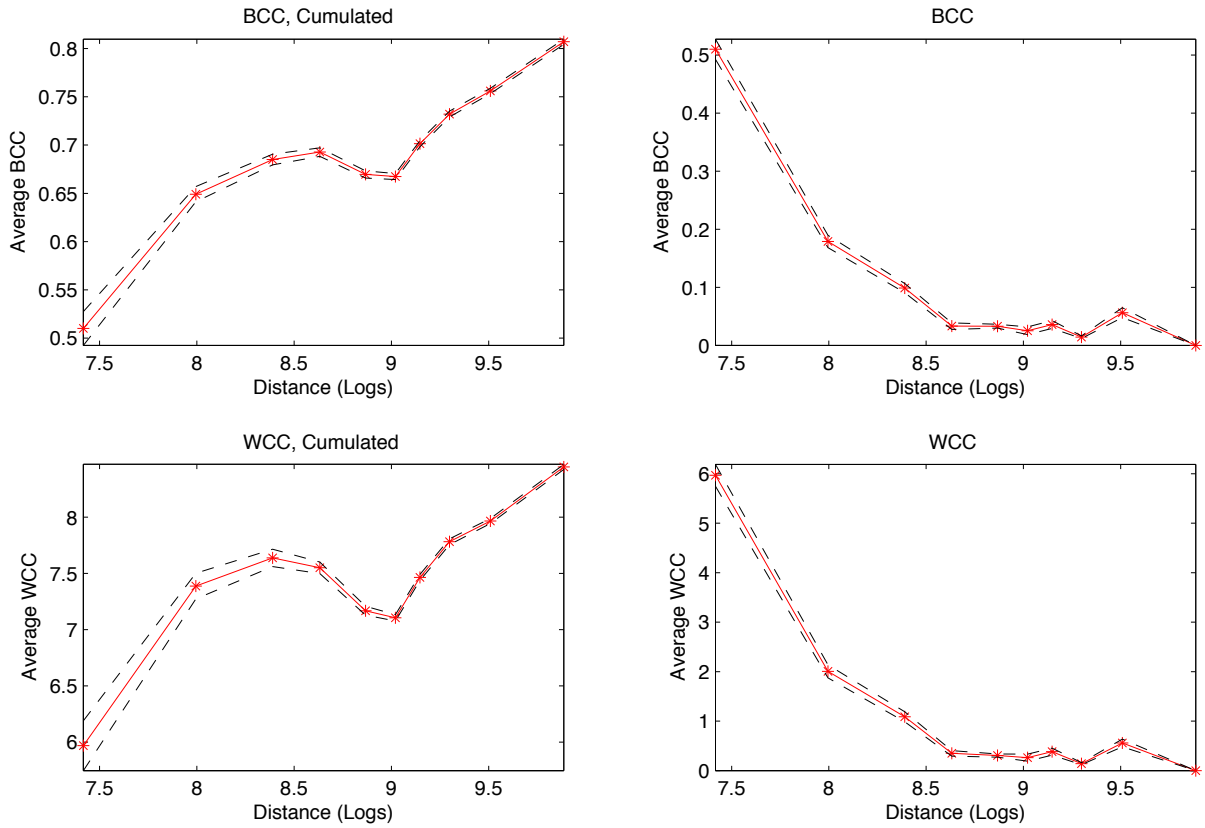 BCC, Cumulated
0.8
0.75
0.7
0.65
0.6
0.55
0.5
Average BCC
7.5 8 8.5 9 9.5
Distance (Logs)
BCC
0.5
0.4
0.3
0.2
0.1
0
Average BCC
7.5 8 8.5 9 9.5
Distance (Logs)
WCC, Cumulated
8
7.5
7
6.5
6
Average WCC
7.5 8 8.5 9 9.5
Distance (Logs)
WCC
6
5
4
3
2
1
0
Average WCC
7.5 8 8.5 9 9.5
Distance (Logs)